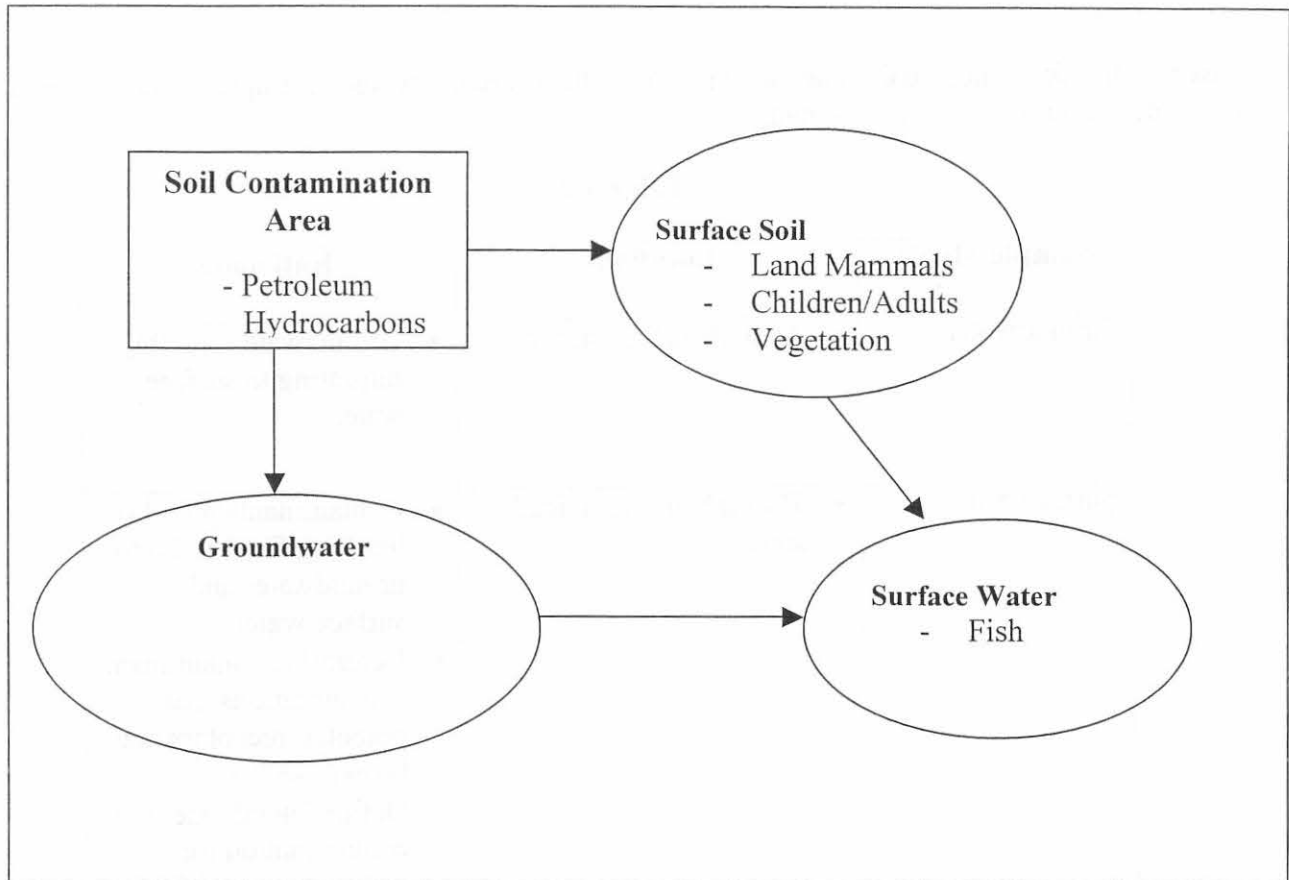 Soil Contamination
Area
- Petroleum
Hydrocarbons
Surface Soil
- Land Mammals
- Children/Adults
- Vegetation
Groundwater
Surface Water
- Fish